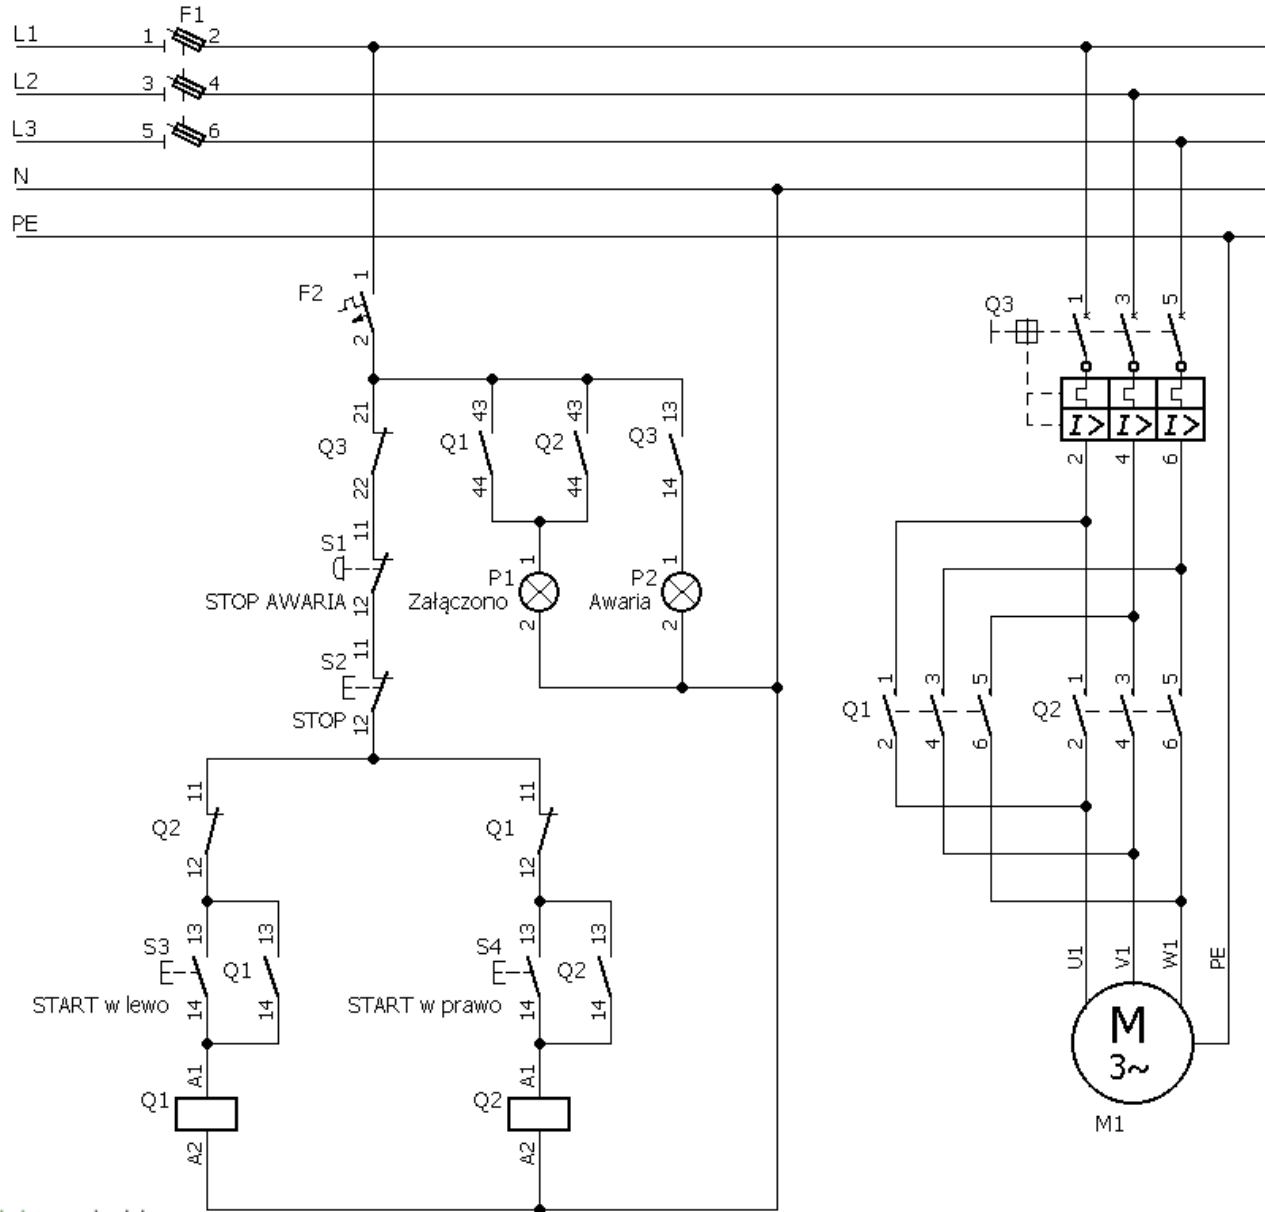 F1
L1 1 2
L2 3 4
L3 5 6
N
PE
F2 1 2
Q3 1 3 5
I> I> I>
2 4 6
Q3 21 22
Q1 43 44
Q2 43 44
Q3 13 14
S1 11 12
STOP AWARIA
P1 1 2
Załączono
P2 1 2
Awaria
S2 11 12
STOP
Q1 1 3 5
2 4 6
Q2 1 3 5
2 4 6
Q2 11 12
Q1 11 12
S3 13 14
START w lewo
Q1 13 14
S4 13 14
START w prawo
Q2 13 14
U1 V1 W1 PE
M
3~
M1
Q1 A1 A2
Q2 A1 A2